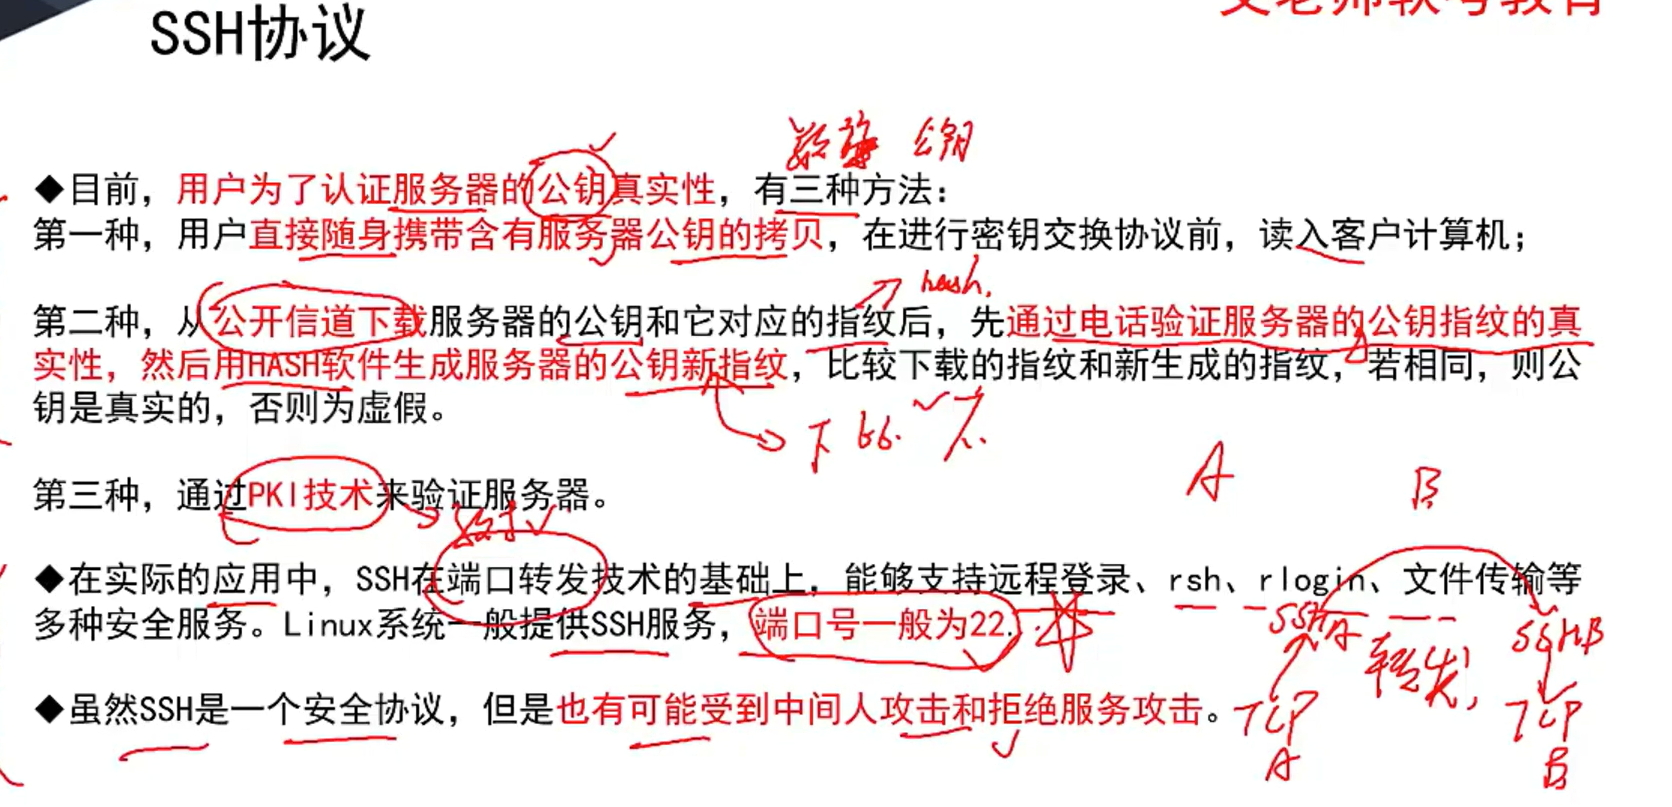 SSH协议
艾老师软考教育
公钥
◆目前，用户为了认证服务器的公钥真实性，有三种方法：
第一种，用户直接随身携带含有服务器公钥的拷贝，在进行密钥交换协议前，读入客户计算机；
hash.
第二种，从公开信道下载服务器的公钥和它对应的指纹后，先通过电话验证服务器的公钥指纹的真
实性，然后用HASH软件生成服务器的公钥新指纹，比较下载的指纹和新生成的指纹，若相同，则公
钥是真实的，否则为虚假。
A B
第三种，通过PKI技术来验证服务器。
◆在实际的应用中，SSH在端口转发技术的基础上，能够支持远程登录、rsh、rlogin、文件传输等
多种安全服务。Linux系统一般提供SSH服务，端口号一般为22.
SSHA SSHB
◆虽然SSH是一个安全协议，但是也有可能受到中间人攻击和拒绝服务攻击。
TCP TCP
A B